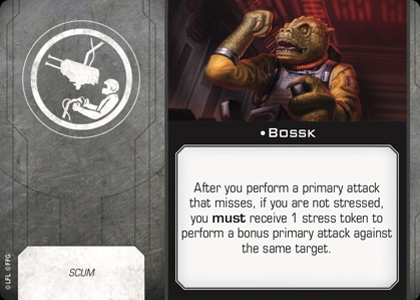 •Bossk
After you perform a primary attack
that misses, if you are not stressed,
you must receive 1 stress token to
perform a bonus primary attack against
the same target.
SCUM
©LFL ©FFG